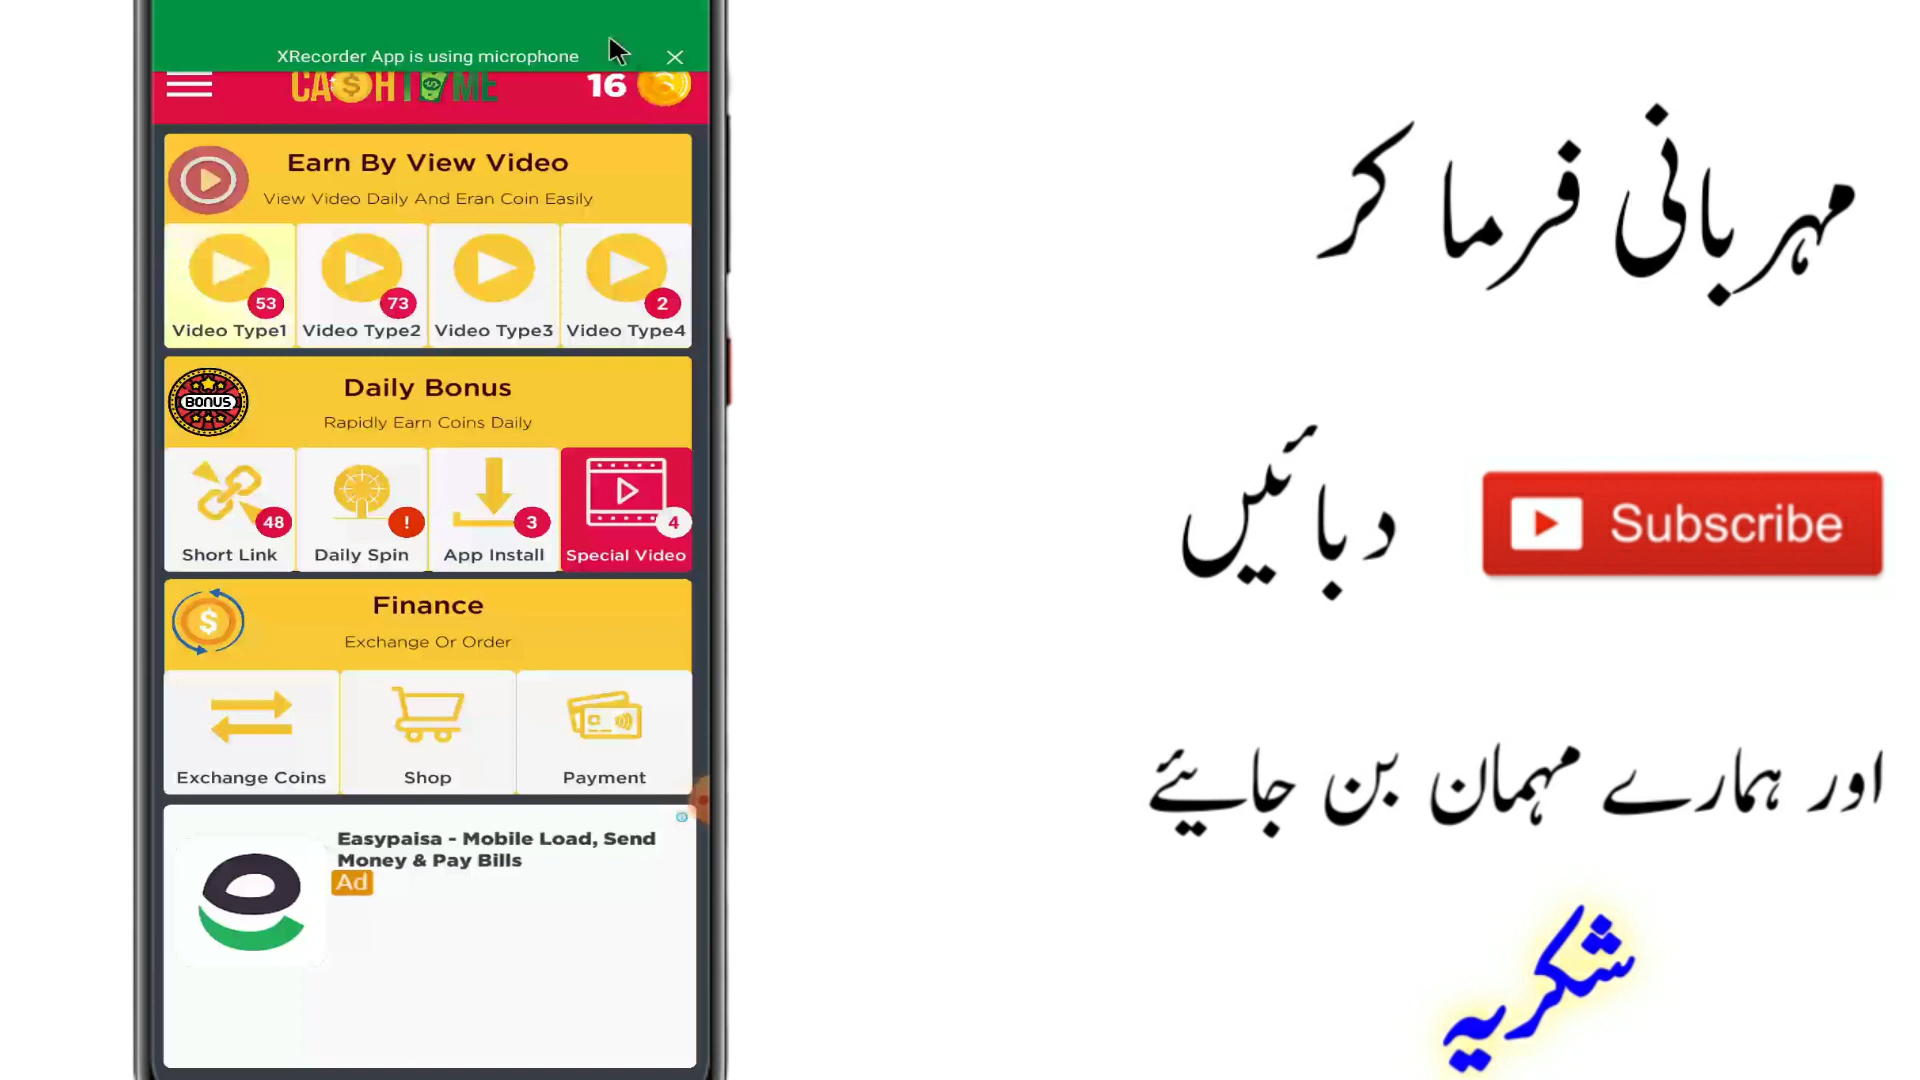 XRecorder App is using microphone
CASH TO ME
16
Earn By View Video
View Video Daily And Eran Coin Easily
53
73
2
Video Type1
Video Type2
Video Type3
Video Type4
BONUS
Daily Bonus
Rapidly Earn Coins Daily
48
!
3
4
Short Link
Daily Spin
App Install
Special Video
Finance
Exchange Or Order
Exchange Coins
Shop
Payment
Easypaisa - Mobile Load, Send
Money & Pay Bills
Ad
مہربانی فرما کر
Subscribe دبائیں
اور ہمارے مہمان بن جایئے
شکریہ